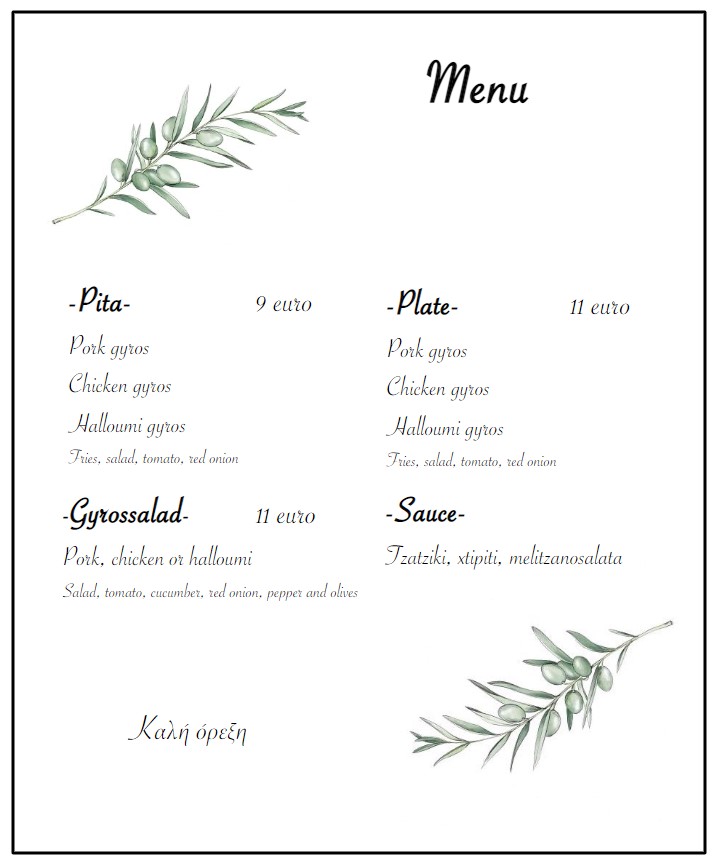 Menu
-Pita- 9 euro
Pork gyros
Chicken gyros
Halloumi gyros
Fries, salad, tomato, red onion
-Plate- 11 euro
Pork gyros
Chicken gyros
Halloumi gyros
Fries, salad, tomato, red onion
-Gyrossalad- 11 euro
Pork, chicken or halloumi
Salad, tomato, cucumber, red onion, pepper and olives
-Sauce-
Tzatziki, xtipiti, melitzanosalata
Καλή όρεξη